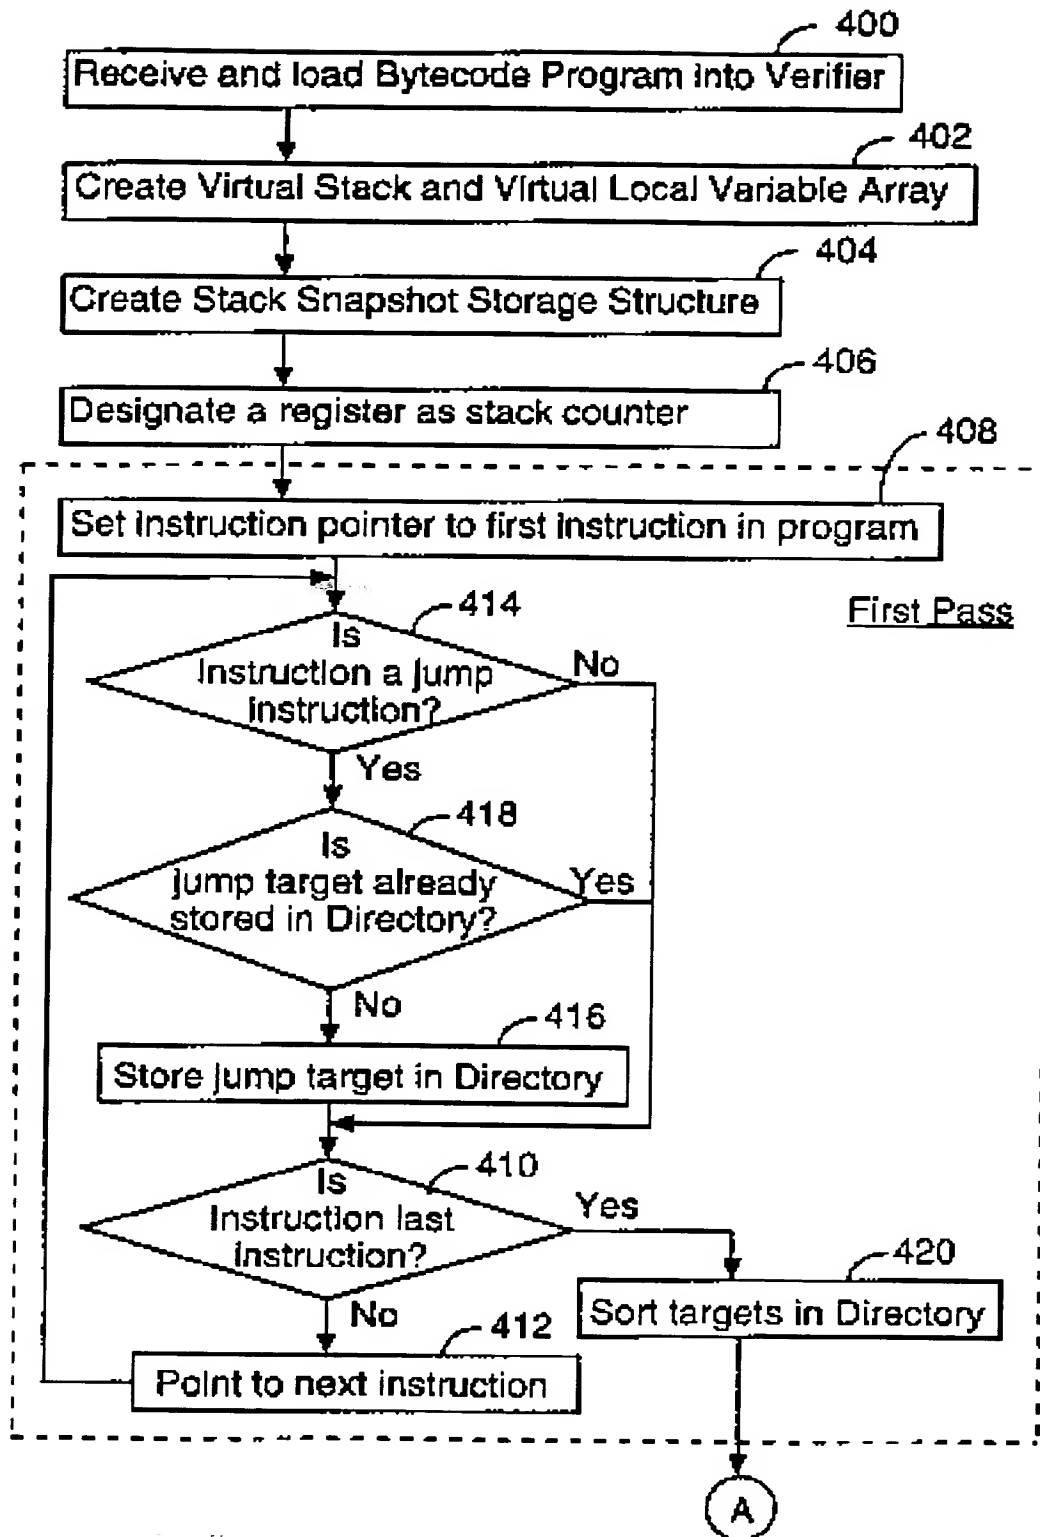 400
Receive and load Bytecode Program into Verifier
402
Create Virtual Stack and Virtual Local Variable Array
404
Create Stack Snapshot Storage Structure
406
Designate a register as stack counter
408
Set instruction pointer to first instruction in program
First Pass
414
Is
instruction a jump
instruction?
No
Yes
418
Is
jump target already
stored in Directory?
Yes
No
416
Store jump target in Directory
410
Is
instruction last
instruction?
Yes
420
Sort targets in Directory
No
412
Point to next instruction
A